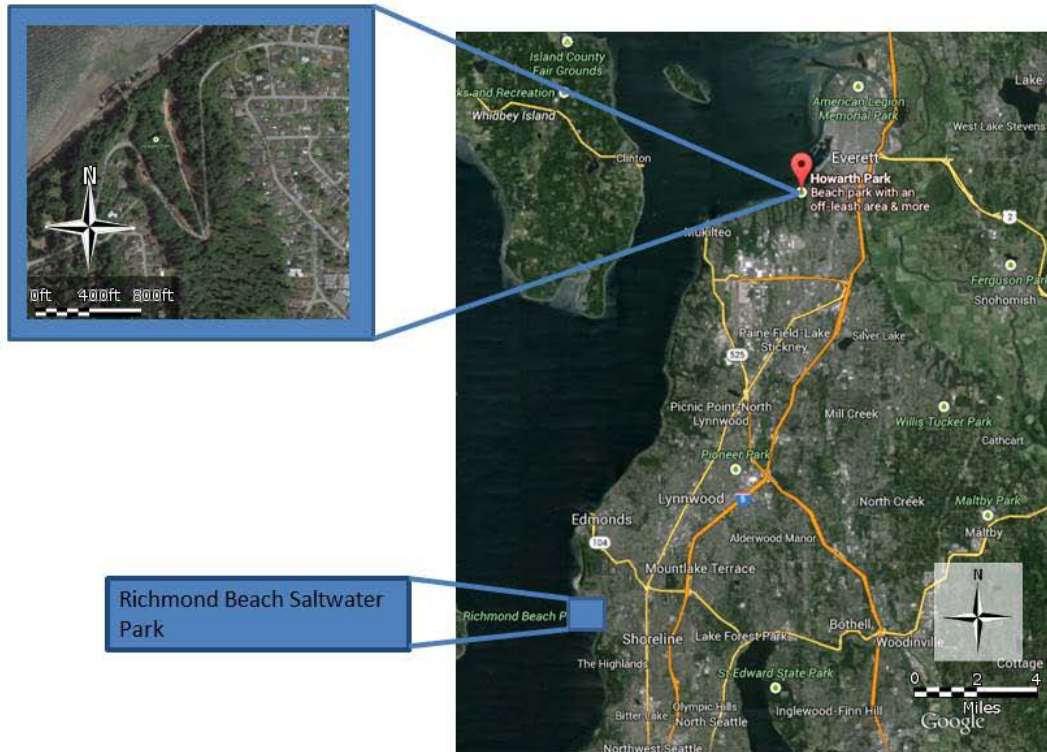 N
0ft 400ft 800ft
Island County
Fair Grounds
ks and Recreation
Whidbey Island
Clinton
American Legion
Memorial Park
Lake
West Lake Stevens
Everett
Howarth Park
Beach park with an
off-leash area & more
2
Mukilteo
Ferguson Park
Snohomish
Paine Field-Lake
Stickney
Silver Lake
525
Picnic Point-North
Lynnwood
Mill Creek
Willis Tucker Park
Cathcart
Pioneer Park
Lynnwood
5
North Creek
Maltby Park
Maltby
Edmonds
104
Alderwood Manor
Mountlake Terrace
N
Richmond Beach Saltwater
Park
Richmond Beach P
Shoreline
Lake Forest Park
Bothell
Woodinville
The Highlands
St Edward State Park
Cottage
0 2 4
Miles
Bitter Lake
Olympic Hills
North Seattle
Inglewood-Finn Hill
Google
Northwest Seattle